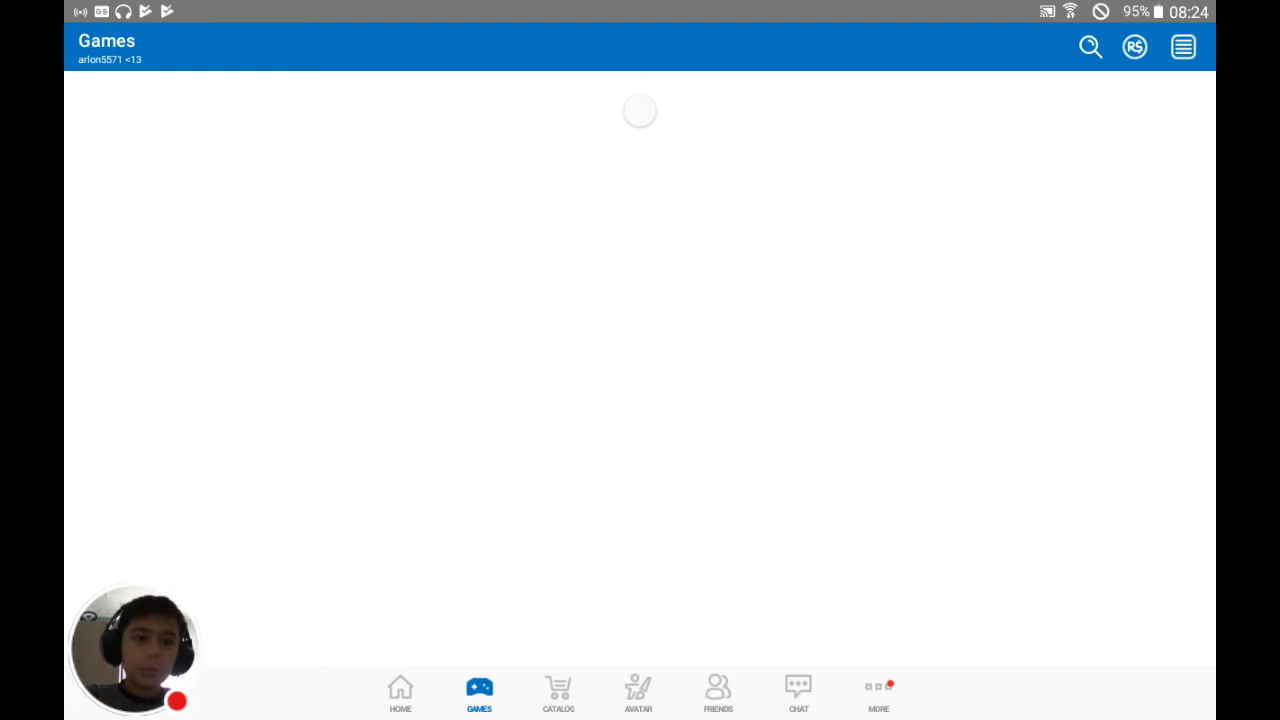 95% 08:24
Games
arlon5571 <13
R$
HOME GAMES CATALOG AVATAR FRIENDS CHAT MORE